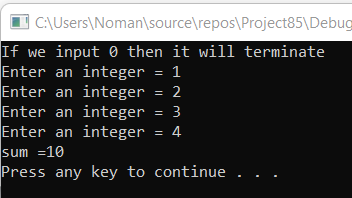 C:\Users\Noman\source\repos\Project85\Debug
If we input 0 then it will terminate
Enter an integer = 1
Enter an integer = 2
Enter an integer = 3
Enter an integer = 4
sum =10
Press any key to continue . . .